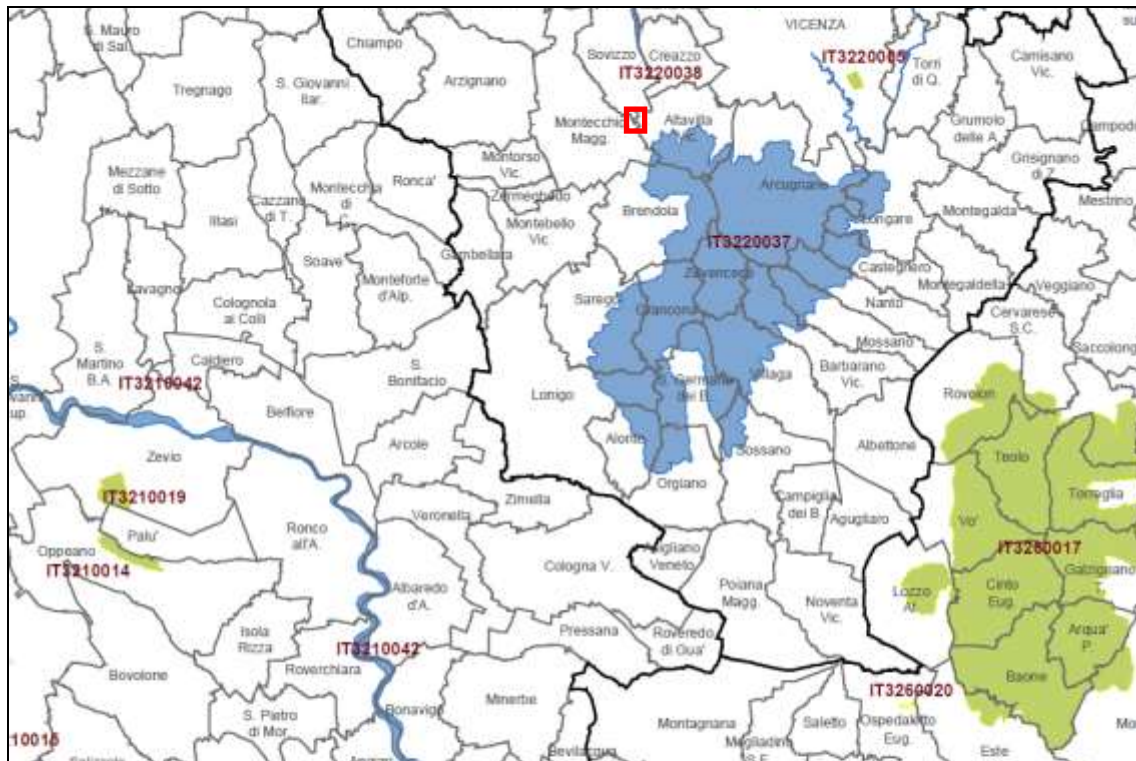 S. Mauro
di Sal.
Chiampo
Sovizzo
Creazzo
VICENZA
IT3220005
Torri
di Q.
Camisano
Vic.
Tregnago
S. Giovanni
Ilar.
Arzignano
IT3220038
Montecchio
Magg.
Altavilla
Grumolo
delle A.
Grisignano
di Z.
Mezzane
di Sotto
Illasi
Cazzano
di T.
Montecchia
di C.
Ronca'
Montorso
Vic.
Zermeghedo
Montebello
Vic.
Brendola
Arcugnano
Longare
Montegalda
Mestrino
Lavagno
Soave
Gambellara
IT3220037
Zovencedo
Castegnero
Montegaldella
Veggiano
Colognola
ai Colli
Monteforte
d'Alp.
Sarego
Grancona
Nanto
Cervarese
S.C.
S.
Martino
B.A.
Caldiero
Mossano
IT3210042
S.
Bonifacio
Lonigo
S. Germano
dei B.
Villaga
Barbarano
Vic.
Rovolon
Belfiore
Arcole
Alonte
Sossano
Albettone
Teolo
Zevio
IT3210019
Zimella
Orgiano
Campiglia
dei B.
Agugliaro
Torreglia
Palu'
Ronco
all'A.
Veronella
Vo'
Oppeano
IT3210014
Cologna V.
Asigliano
Veneto
Poiana
Magg.
Noventa
Vic.
IT3260017
Galzignano
Lozzo
At.
Cinto
Eug.
Albaredo
d'A.
Isola
Rizza
Pressana
Roveredo
di Gua'
Arqua'
P.
Roverchiara
IT3210042
Bovolone
Minerbe
IT3260020
Baone
S. Pietro
di Mor.
Bonavigo
Montagnana
Saletto
Ospedaletto
Eug.
Este